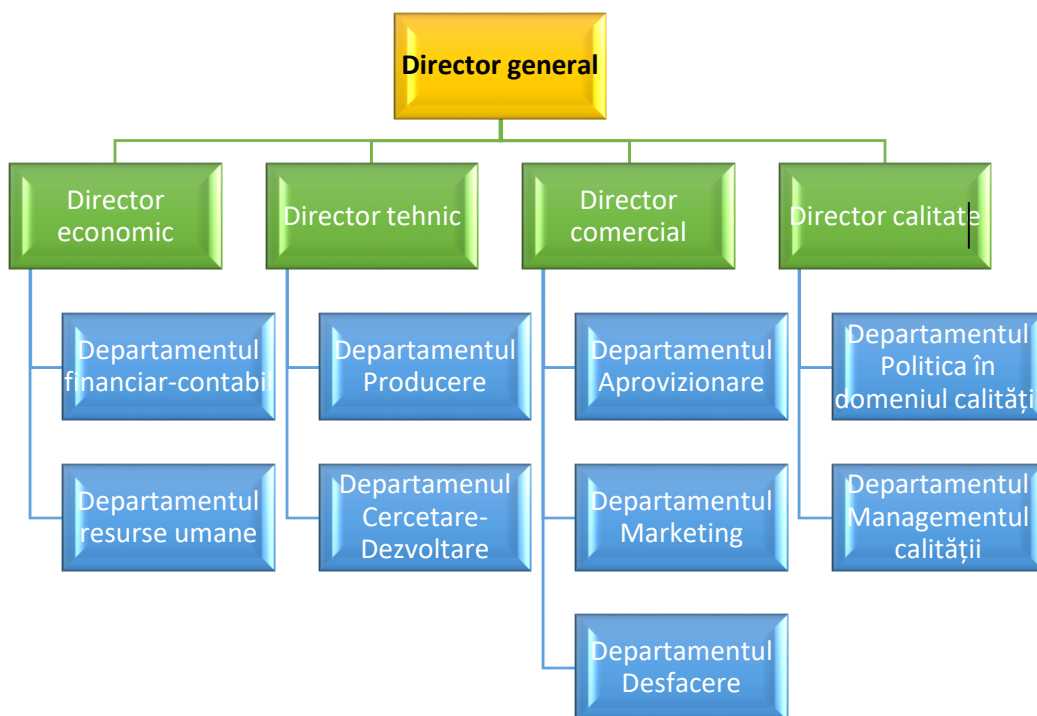 Director general
Director
economic
Director tehnic
Director
comercial
Director calitate
Departamentul
financiar-contabil
Departamentul
Producere
Departamentul
Aprovizionare
Departamentul
Politica în
domeniul calități
Departamentul
resurse umane
Departamenul
Cercetare-
Dezvoltare
Departamentul
Marketing
Departamentul
Managementul
calității
Departamentul
Desfacere